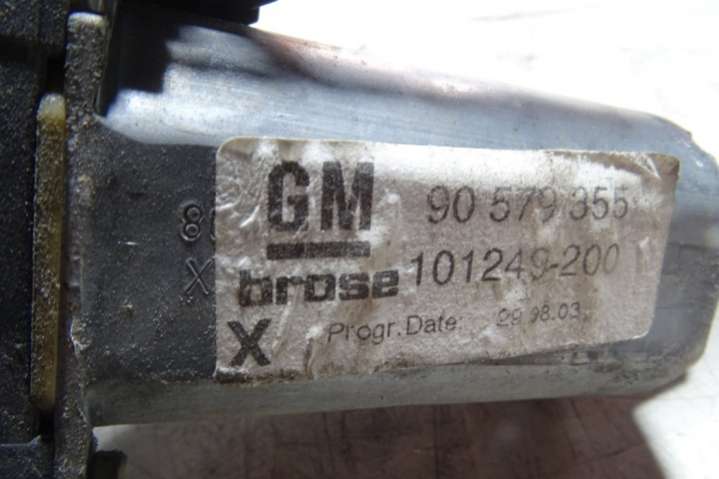 GM 90 579 355
brose 101249-200
X Progr.Date: 29.08.03
X